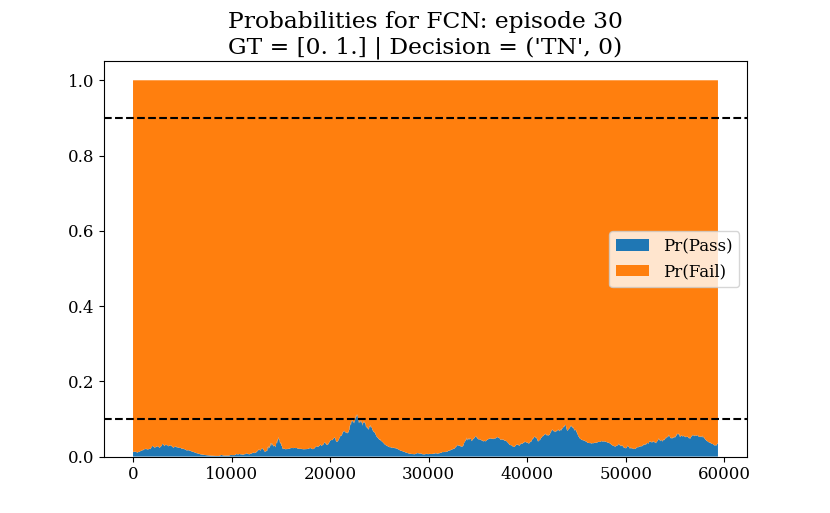 Probabilities for FCN: episode 30
GT = [0. 1.] | Decision = ('TN', 0)
1.0
0.8
0.6
0.4
0.2
0.0
Pr(Pass)
Pr(Fail)
0 10000 20000 30000 40000 50000 60000